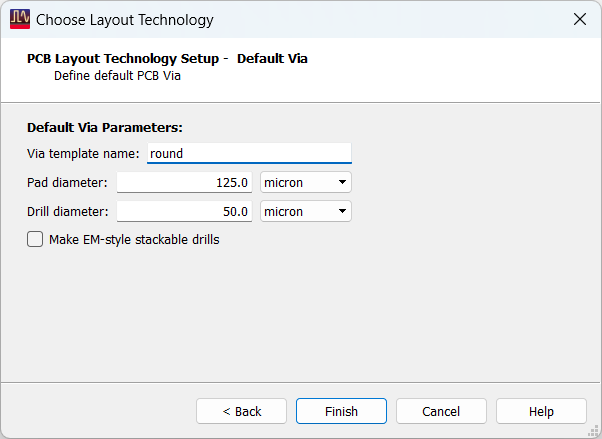 Choose Layout Technology
PCB Layout Technology Setup -  Default Via
Define default PCB Via
Default Via Parameters:
Via template name: round
Pad diameter: 125.0 micron
Drill diameter: 50.0 micron
Make EM-style stackable drills
< Back Finish Cancel Help